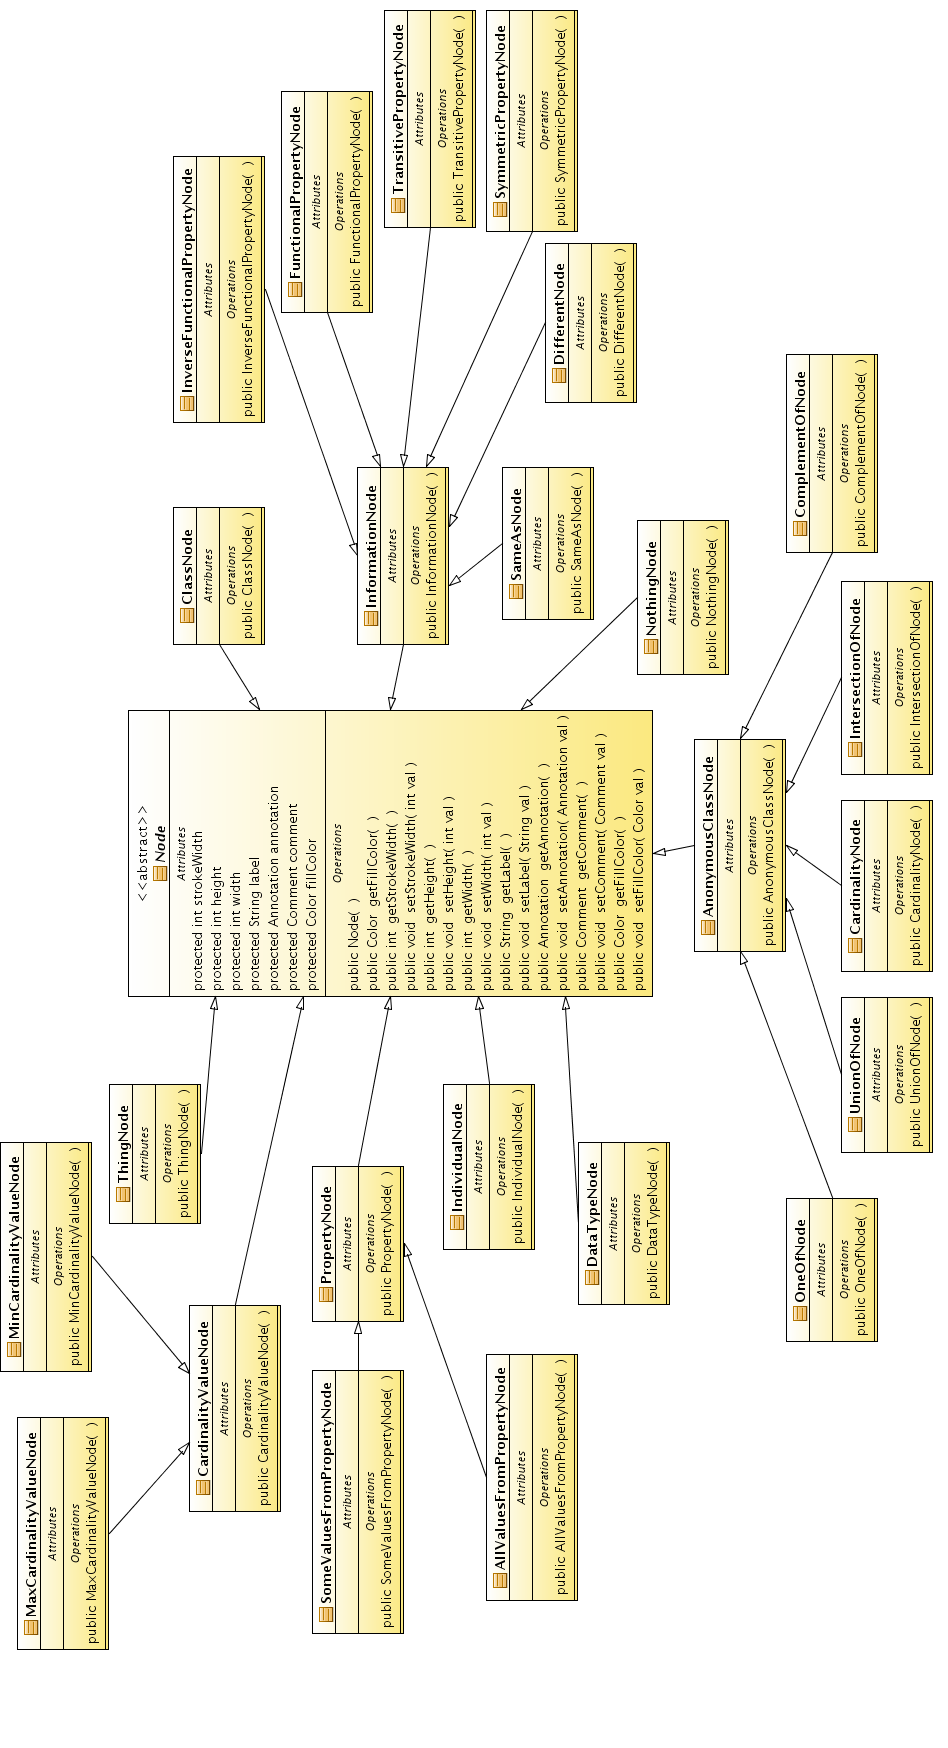 MinCardinalityValueNode
Attributes
Operations
public MinCardinalityValueNode( )
MaxCardinalityValueNode
Attributes
Operations
public MaxCardinalityValueNode( )
ThingNode
Attributes
Operations
public ThingNode( )
<<abstract>>
Node
Attributes
protected int strokeWidth
protected int height
protected int width
protected String label
protected Annotation annotation
protected Comment comment
protected Color fillColor
Operations
public Node( )
public Color getFillColor( )
public int getStrokeWidth( )
public void setStrokeWidth( int val )
public int getHeight( )
public void setHeight( int val )
public int getWidth( )
public void setWidth( int val )
public String getLabel( )
public void setLabel( String val )
public Annotation getAnnotation( )
public void setAnnotation( Annotation val )
public Comment getComment( )
public void setComment( Comment val )
public Color getFillColor( )
public void setFillColor( Color val )
InverseFunctionalPropertyNode
Attributes
Operations
public InverseFunctionalPropertyNode( )
ClassNode
Attributes
Operations
public ClassNode( )
CardinalityValueNode
Attributes
Operations
public CardinalityValueNode( )
FunctionalPropertyNode
Attributes
Operations
public FunctionalPropertyNode( )
PropertyNode
Attributes
Operations
public PropertyNode( )
SomeValuesFromPropertyNode
Attributes
Operations
public SomeValuesFromPropertyNode( )
InformationNode
Attributes
Operations
public InformationNode( )
TransitivePropertyNode
Attributes
Operations
public TransitivePropertyNode( )
IndividualNode
Attributes
Operations
public IndividualNode( )
SymmetricPropertyNode
Attributes
Operations
public SymmetricPropertyNode( )
AllValuesFromPropertyNode
Attributes
Operations
public AllValuesFromPropertyNode( )
SameAsNode
Attributes
Operations
public SameAsNode( )
DifferentNode
Attributes
Operations
public DifferentNode( )
DataTypeNode
Attributes
Operations
public DataTypeNode( )
NothingNode
Attributes
Operations
public NothingNode( )
AnonymousClassNode
Attributes
Operations
public AnonymousClassNode( )
OneOfNode
Attributes
Operations
public OneOfNode( )
ComplementOfNode
Attributes
Operations
public ComplementOfNode( )
UnionOfNode
Attributes
Operations
public UnionOfNode( )
CardinalityNode
Attributes
Operations
public CardinalityNode( )
IntersectionOfNode
Attributes
Operations
public IntersectionOfNode( )